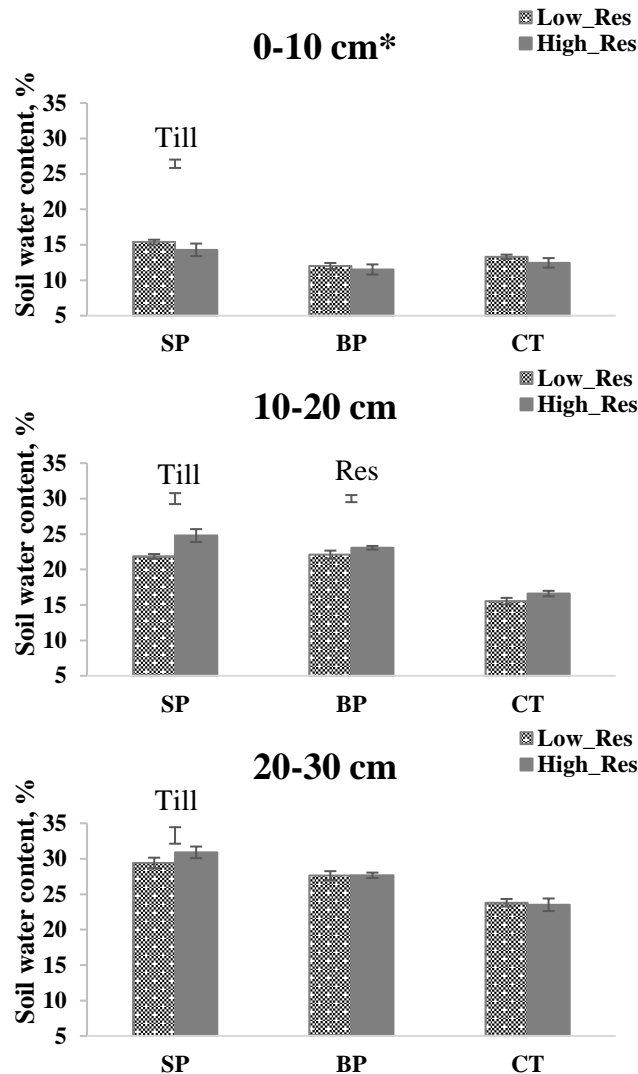 Low_Res
High_Res
0-10 cm*
Soil water content, %
35
30
25
20
15
10
5
Till
SP
BP
CT
Low_Res
High_Res
10-20 cm
Soil water content, %
35
30
25
20
15
10
5
Till
Res
SP
BP
CT
Low_Res
High_Res
20-30 cm
Soil water content, %
35
30
25
20
15
10
5
Till
SP
BP
CT